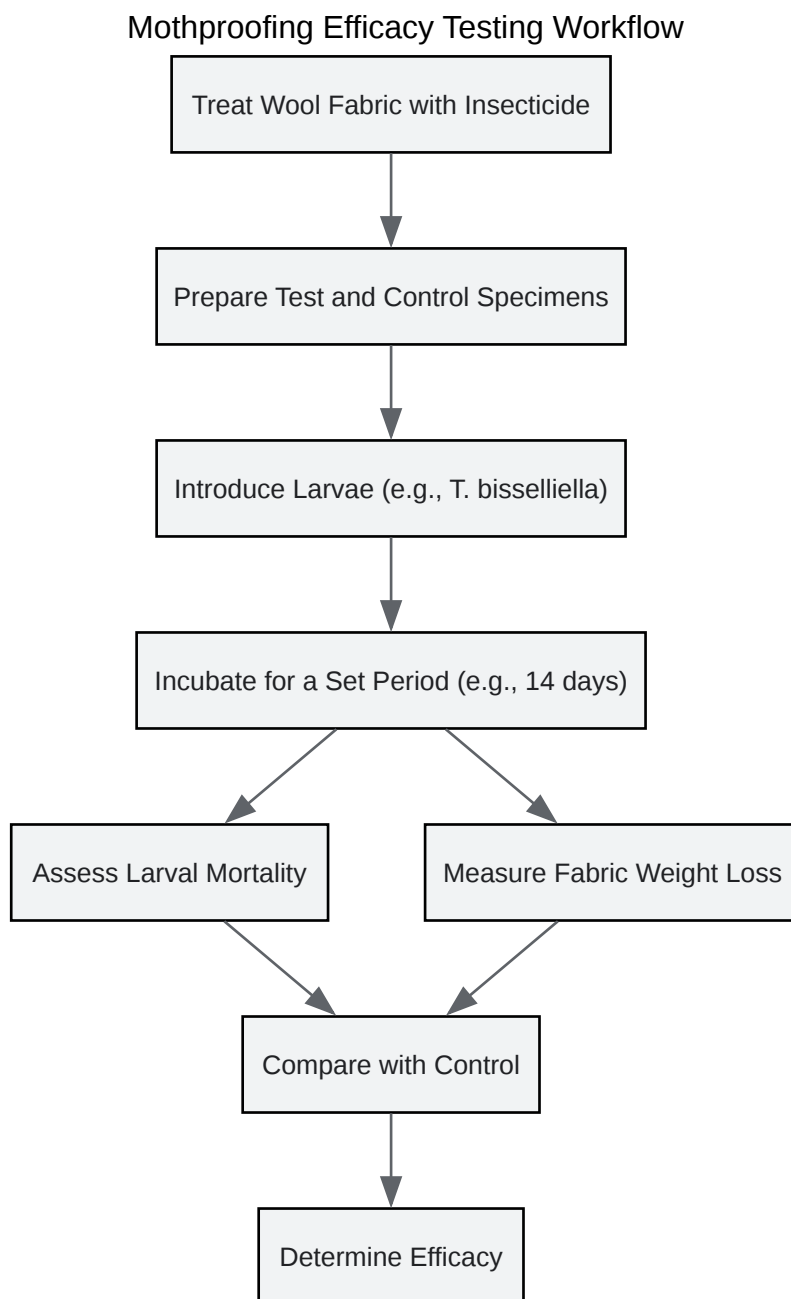 Mothproofing Efficacy Testing Workflow
Treat Wool Fabric with Insecticide
Prepare Test and Control Specimens
Introduce Larvae (e.g., T. bisselliella)
Incubate for a Set Period (e.g., 14 days)
Assess Larval Mortality
Measure Fabric Weight Loss
Compare with Control
Determine Efficacy